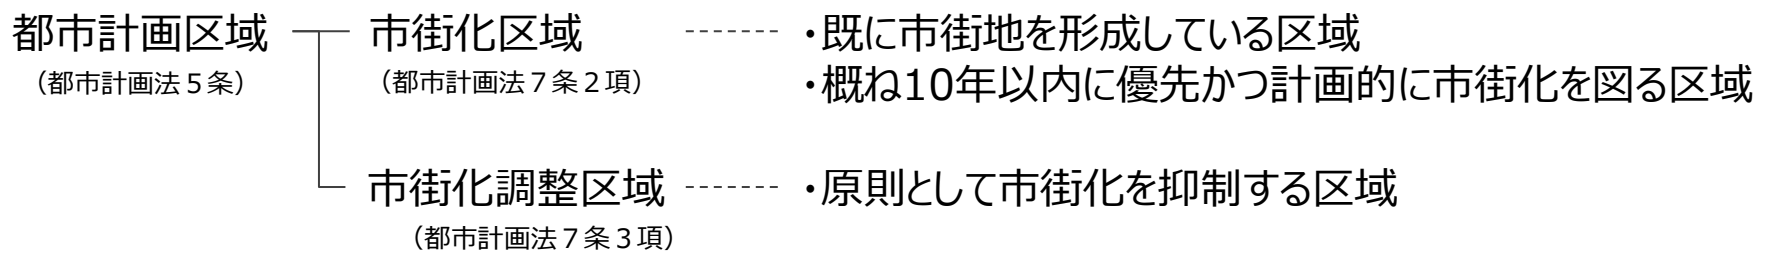 都市計画区域 市街化区域 ・既に市街地を形成している区域
（都市計画法５条） （都市計画法７条２項） ・概ね10年以内に優先かつ計画的に市街化を図る区域
市街化調整区域 ・原則として市街化を抑制する区域
（都市計画法７条３項）